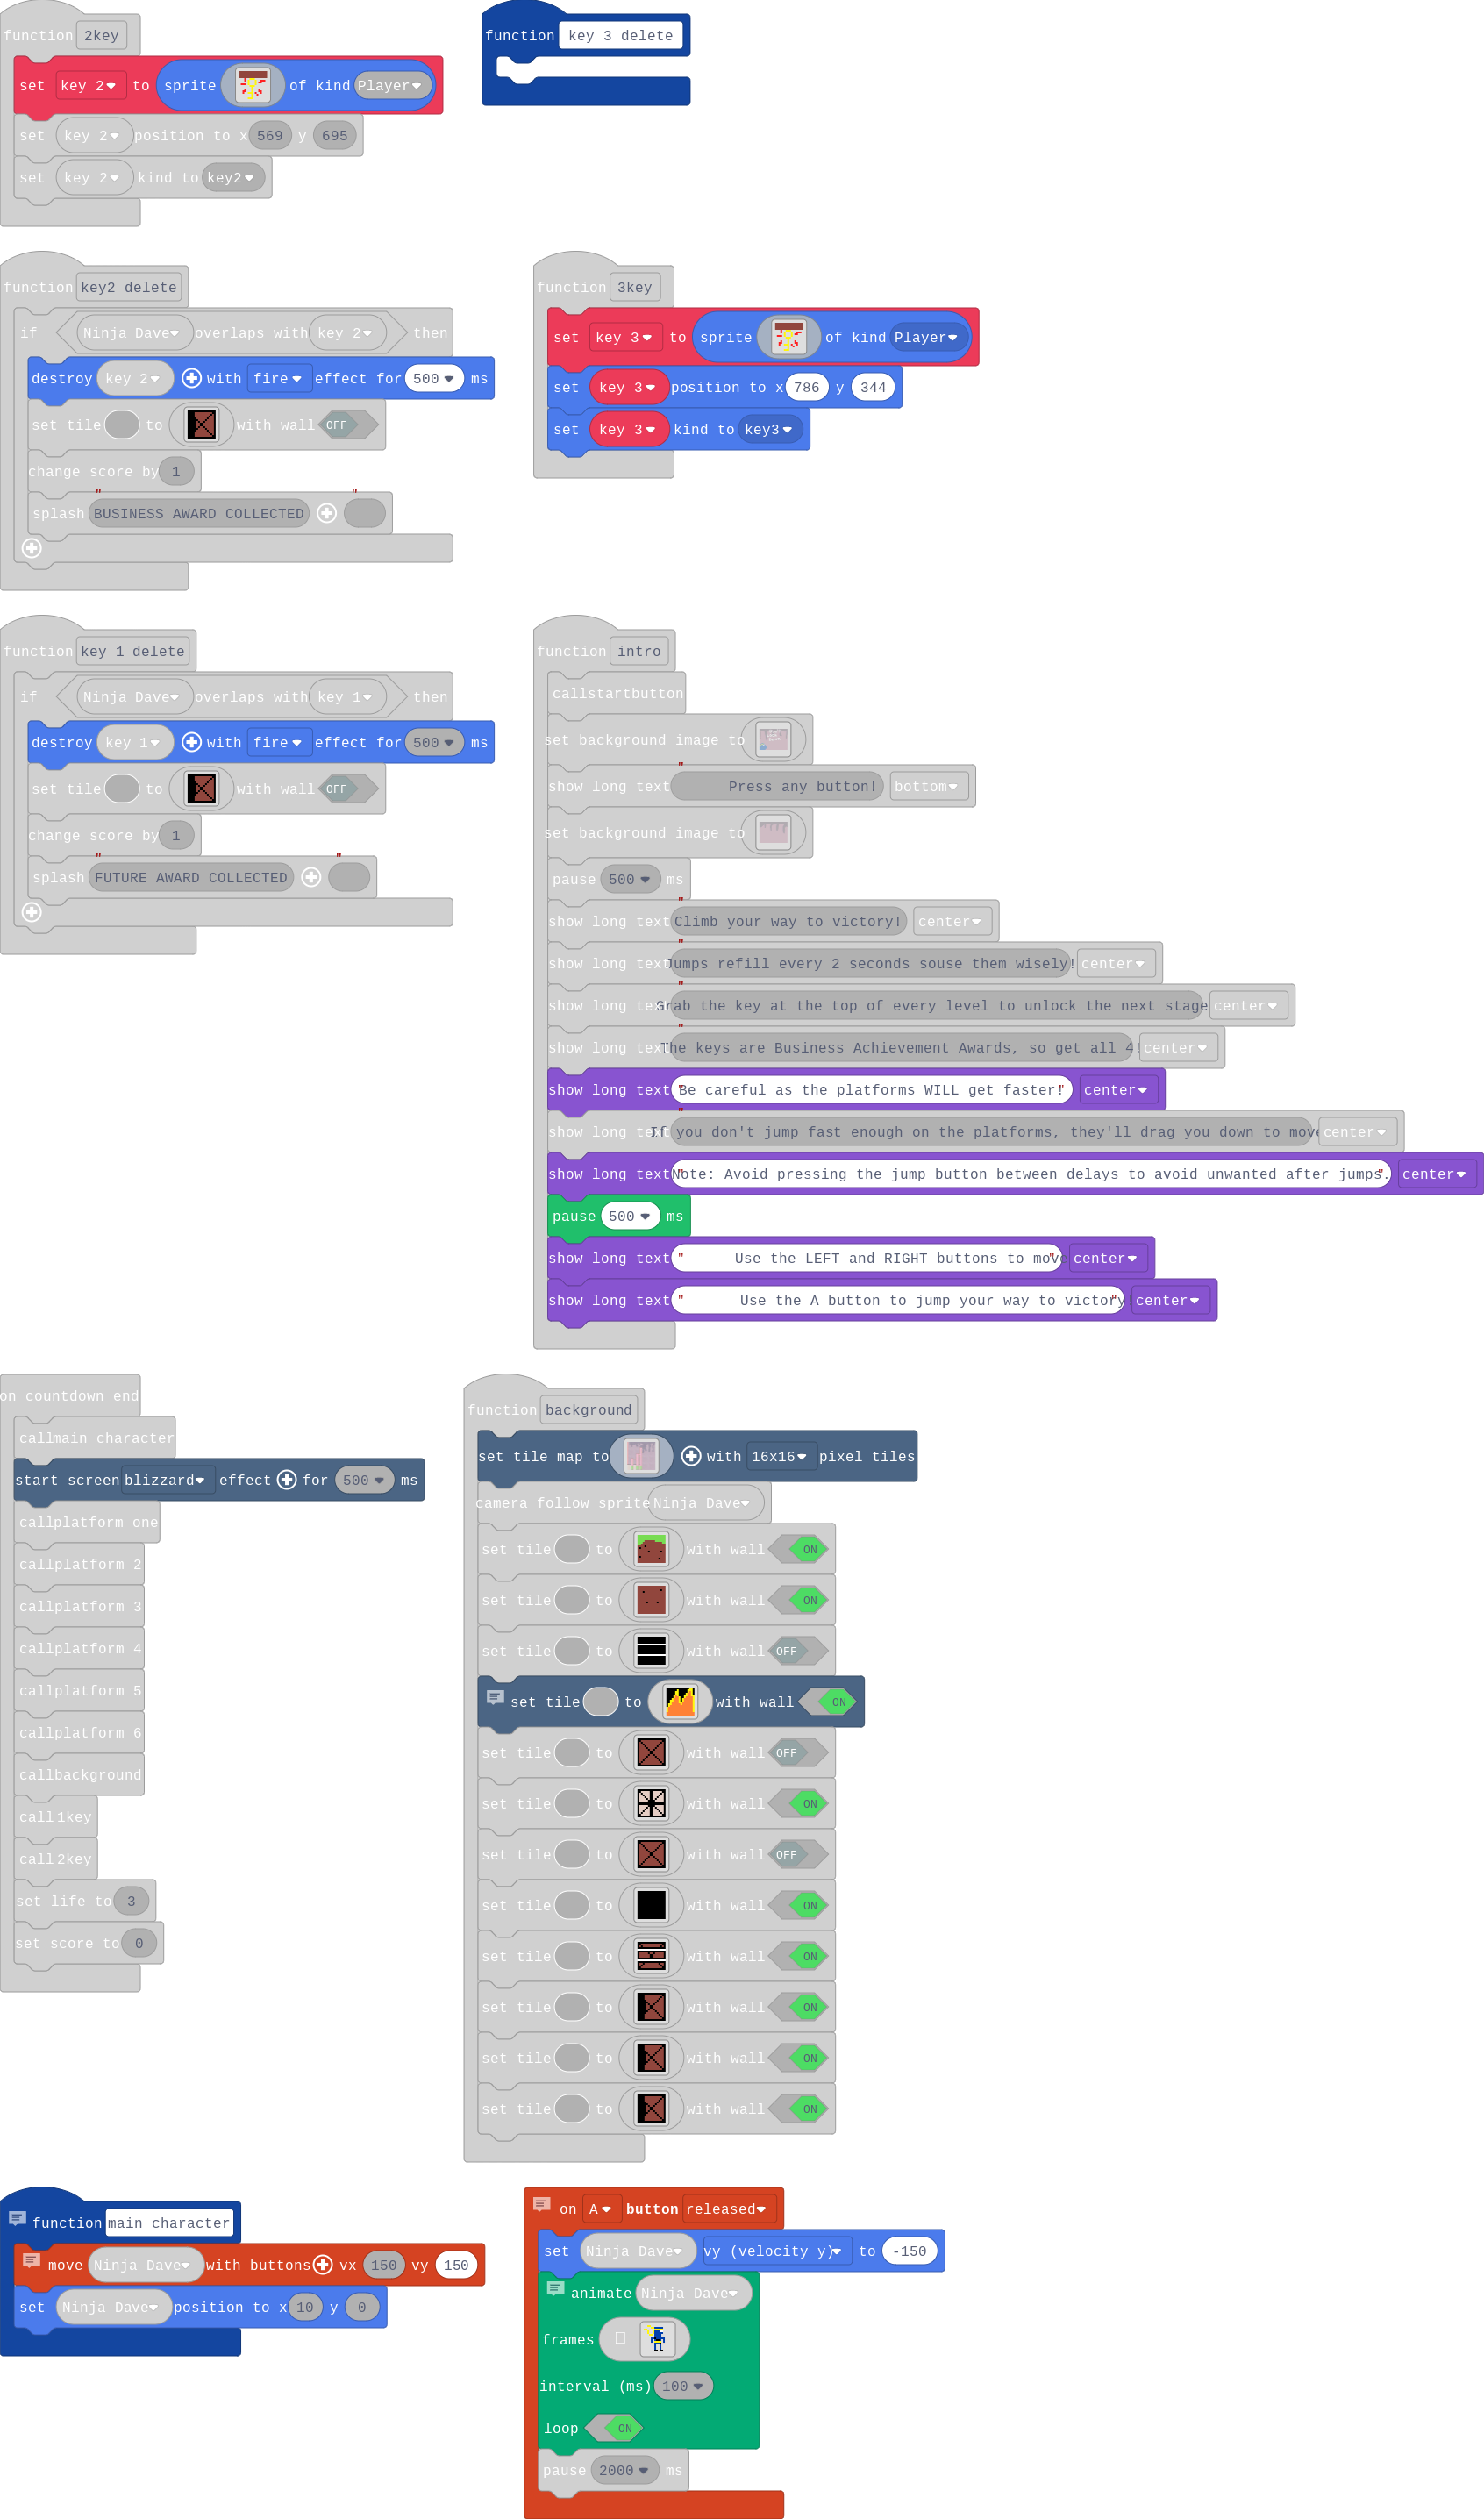 function 2key
set key 2 to sprite of kind Player
set key 2 position to x 569 y 695
set key 2 kind to key2
function key 3 delete
function key2 delete
if Ninja Dave overlaps with key 2 then
destroy key 2 with fire effect for 500 ms
set tile to with wall OFF
change score by 1
splash "BUSINESS AWARD COLLECTED"
function 3key
set key 3 to sprite of kind Player
set key 3 position to x 786 y 344
set key 3 kind to key3
function key 1 delete
if Ninja Dave overlaps with key 1 then
destroy key 1 with fire effect for 500 ms
set tile to with wall OFF
change score by 1
splash "FUTURE AWARD COLLECTED"
function intro
call startbutton
set background image to
show long text " Press any button! bottom
set background image to
pause 500 ms
show long text "Climb your way to victory! center
show long text "Jumps refill every 2 seconds souse them wisely! center
show long text "Grab the key at the top of every level to unlock the next stage center
show long text "The keys are Business Achievement Awards, so get all 4! center
show long text "Be careful as the platforms WILL get faster!" center
show long text "If you don't jump fast enough on the platforms, they'll drag you down to move center
show long text "Note: Avoid pressing the jump button between delays to avoid unwanted after jumps." center
pause 500 ms
show long text " Use the LEFT and RIGHT buttons to move" center
show long text " Use the A button to jump your way to victory" center
on countdown end
call main character
start screen blizzard effect for 500 ms
call platform one
call platform 2
call platform 3
call platform 4
call platform 5
call platform 6
call background
call 1key
call 2key
set life to 3
set score to 0
function background
set tile map to with 16x16 pixel tiles
camera follow sprite Ninja Dave
set tile to with wall ON
set tile to with wall ON
set tile to with wall OFF
set tile to with wall ON
set tile to with wall OFF
set tile to with wall ON
set tile to with wall OFF
set tile to with wall ON
set tile to with wall ON
set tile to with wall ON
set tile to with wall ON
set tile to with wall ON
function main character
move Ninja Dave with buttons vx 150 vy 150
set Ninja Dave position to x 10 y 0
on A button released
set Ninja Dave vy (velocity y) to -150
animate Ninja Dave
frames
interval (ms) 100
loop ON
pause 2000 ms